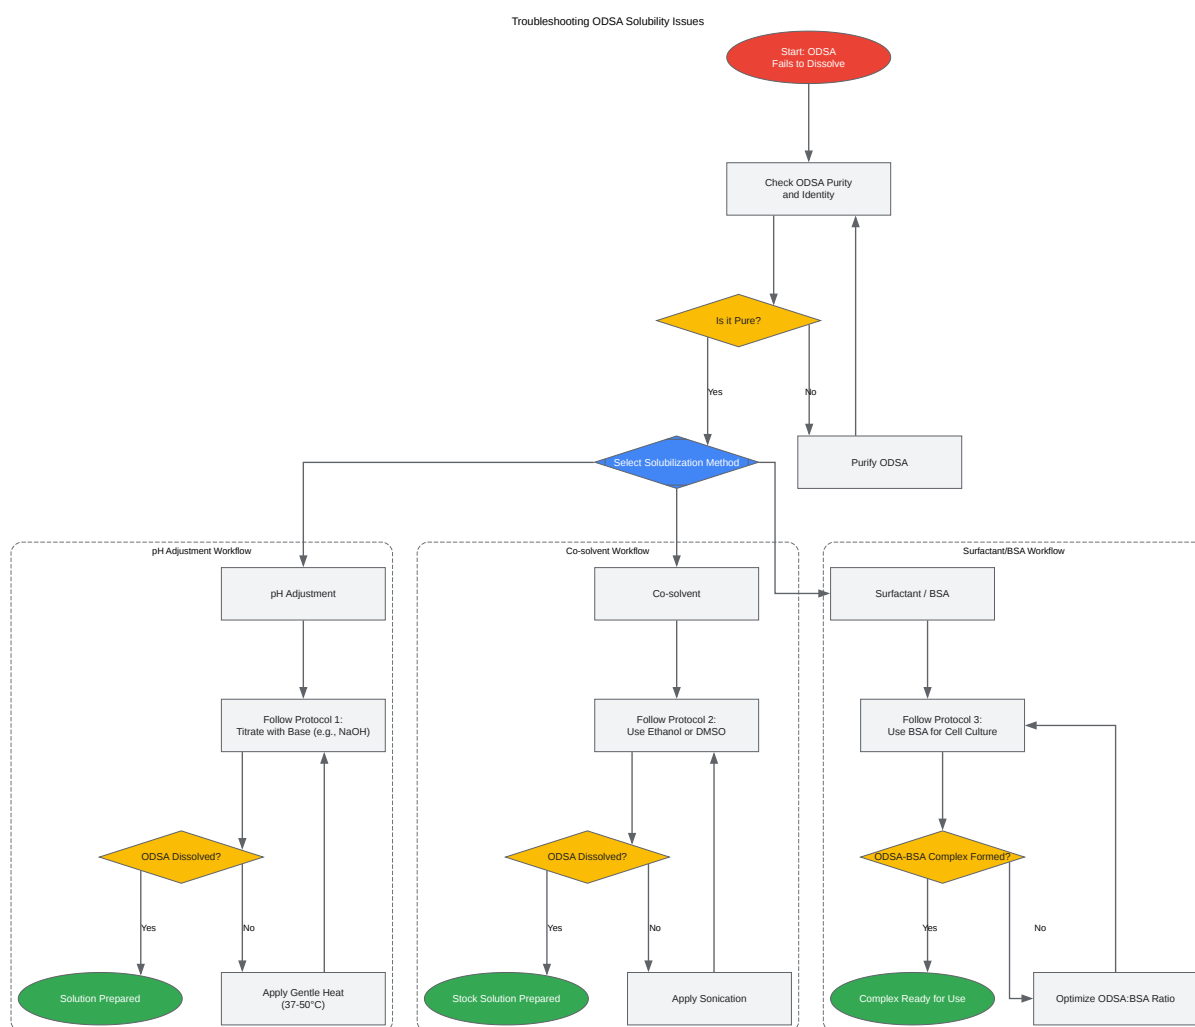 Troubleshooting ODSA Solubility Issues
Start: ODSA
Fails to Dissolve
Check ODSA Purity
and Identity
Is it Pure?
Yes
No
Select Solubilization Method
Purify ODSA
pH Adjustment Workflow
Co-solvent Workflow
Surfactant/BSA Workflow
pH Adjustment
Co-solvent
Surfactant / BSA
Follow Protocol 1:
Titrate with Base (e.g., NaOH)
Follow Protocol 2:
Use Ethanol or DMSO
Follow Protocol 3:
Use BSA for Cell Culture
ODSA Dissolved?
ODSA Dissolved?
ODSA-BSA Complex Formed?
Yes
No
Yes
No
Yes
No
Solution Prepared
Apply Gentle Heat
(37-50°C)
Stock Solution Prepared
Apply Sonication
Complex Ready for Use
Optimize ODSA:BSA Ratio